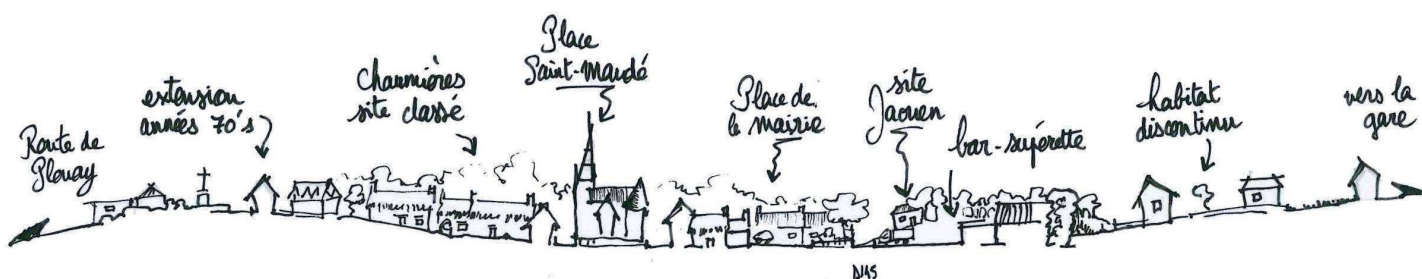 Route de
Plouay
extension
années 70's
chaumières
site classé
Place
Saint-Maudé
Place de
la mairie
site
Jaouen
bar-supérette
habitat
discontinu
vers la
gare